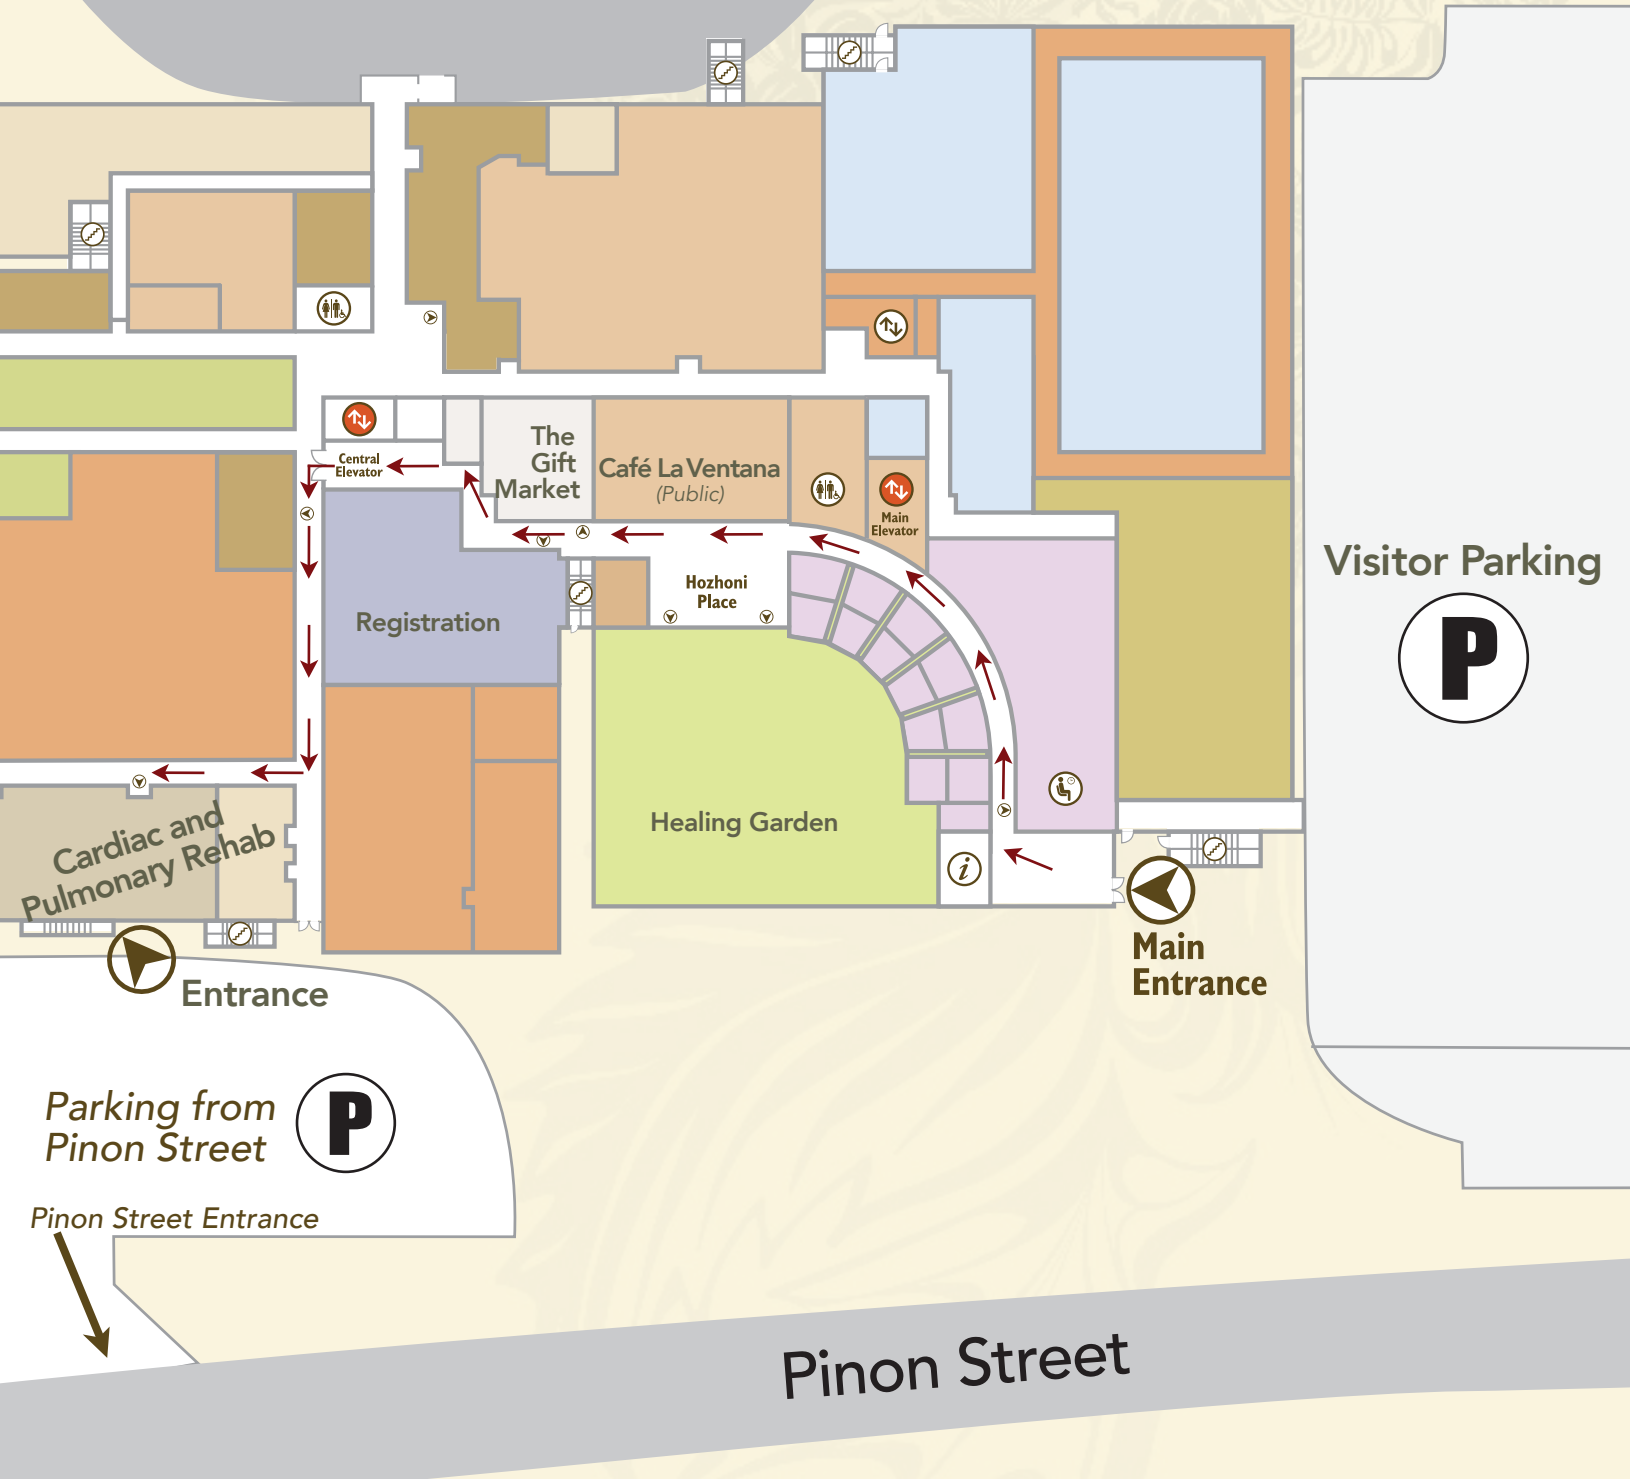 The
Gift
Market
Café La Ventana
(Public)
Central
Elevator
Main
Elevator
Hozhoni
Place
Registration
Visitor Parking
P
Healing Garden
i
Cardiac and
Pulmonary Rehab
Main
Entrance
Entrance
Parking from
Pinon Street
P
Pinon Street Entrance
Pinon Street